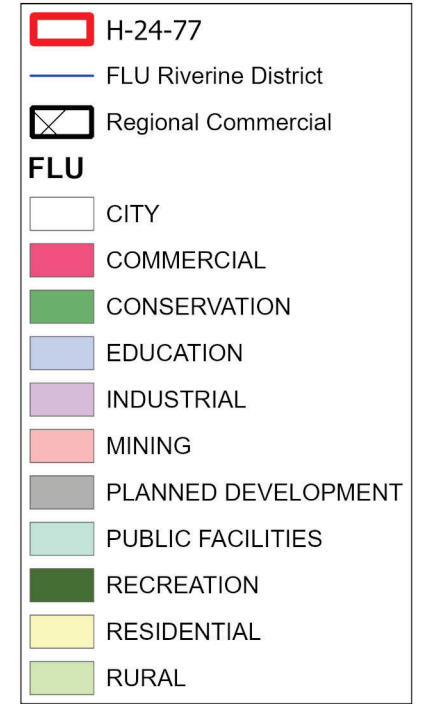 H-24-77
FLU Riverine District
Regional Commercial
FLU
CITY
COMMERCIAL
CONSERVATION
EDUCATION
INDUSTRIAL
MINING
PLANNED DEVELOPMENT
PUBLIC FACILITIES
RECREATION
RESIDENTIAL
RURAL